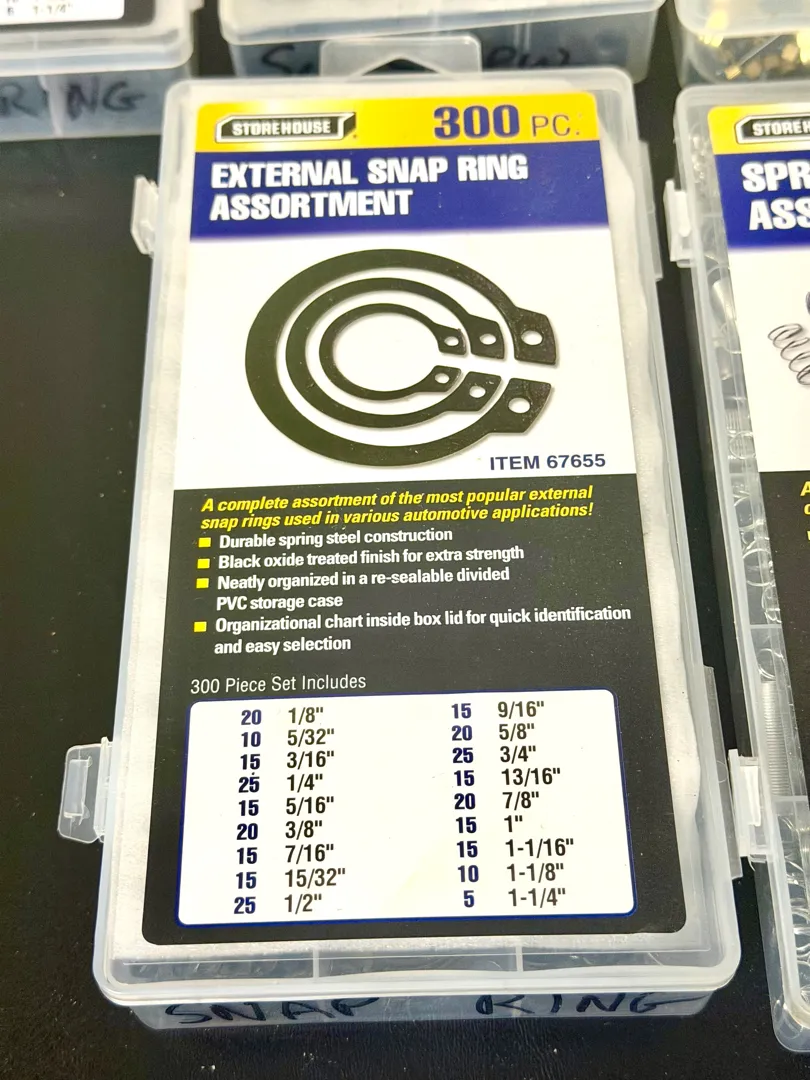 6 1-1/4"
RING
STOREHOUSE
300 PC.
EXTERNAL SNAP RING
ASSORTMENT
ITEM 67655
A complete assortment of the most popular external
snap rings used in various automotive applications!
Durable spring steel construction
Black oxide treated finish for extra strength
Neatly organized in a re-sealable divided
PVC storage case
Organizational chart inside box lid for quick identification
and easy selection
300 Piece Set Includes
20 1/8" 15 9/16"
10 5/32" 20 5/8"
15 3/16" 25 3/4"
25 1/4" 15 13/16"
15 5/16" 20 7/8"
20 3/8" 15 1"
15 7/16" 15 1-1/16"
15 15/32" 10 1-1/8"
25 1/2" 5 1-1/4"
SNAP RING
STOREH
SPR
ASS